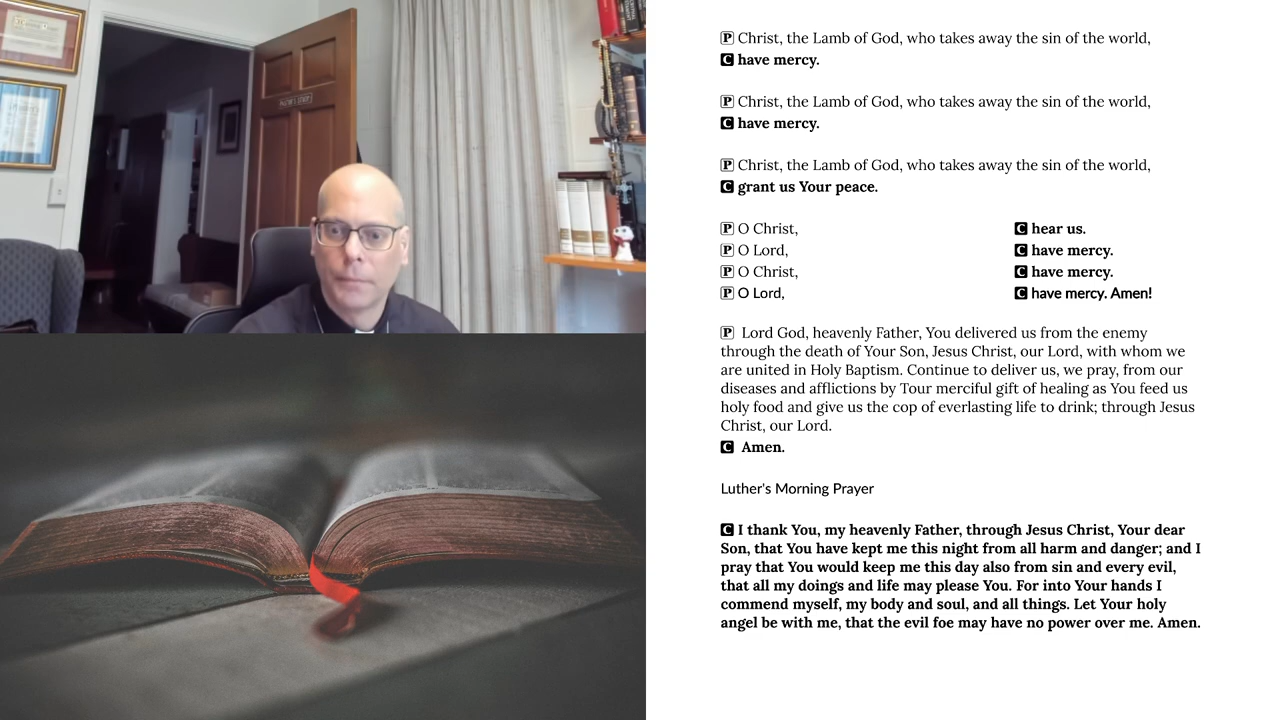 P Christ, the Lamb of God, who takes away the sin of the world,
C have mercy.
P Christ, the Lamb of God, who takes away the sin of the world,
C have mercy.
P Christ, the Lamb of God, who takes away the sin of the world,
C grant us Your peace.
P O Christ, C hear us.
P O Lord, C have mercy.
P O Christ, C have mercy.
P O Lord, C have mercy. Amen!
P Lord God, heavenly Father, You delivered us from the enemy
through the death of Your Son, Jesus Christ, our Lord, with whom we
are united in Holy Baptism. Continue to deliver us, we pray, from our
diseases and afflictions by Tour merciful gift of healing as You feed us
holy food and give us the cop of everlasting life to drink; through Jesus
Christ, our Lord.
C Amen.
Luther's Morning Prayer
C I thank You, my heavenly Father, through Jesus Christ, Your dear
Son, that You have kept me this night from all harm and danger; and I
pray that You would keep me this day also from sin and every evil,
that all my doings and life may please You. For into Your hands I
commend myself, my body and soul, and all things. Let Your holy
angel be with me, that the evil foe may have no power over me. Amen.